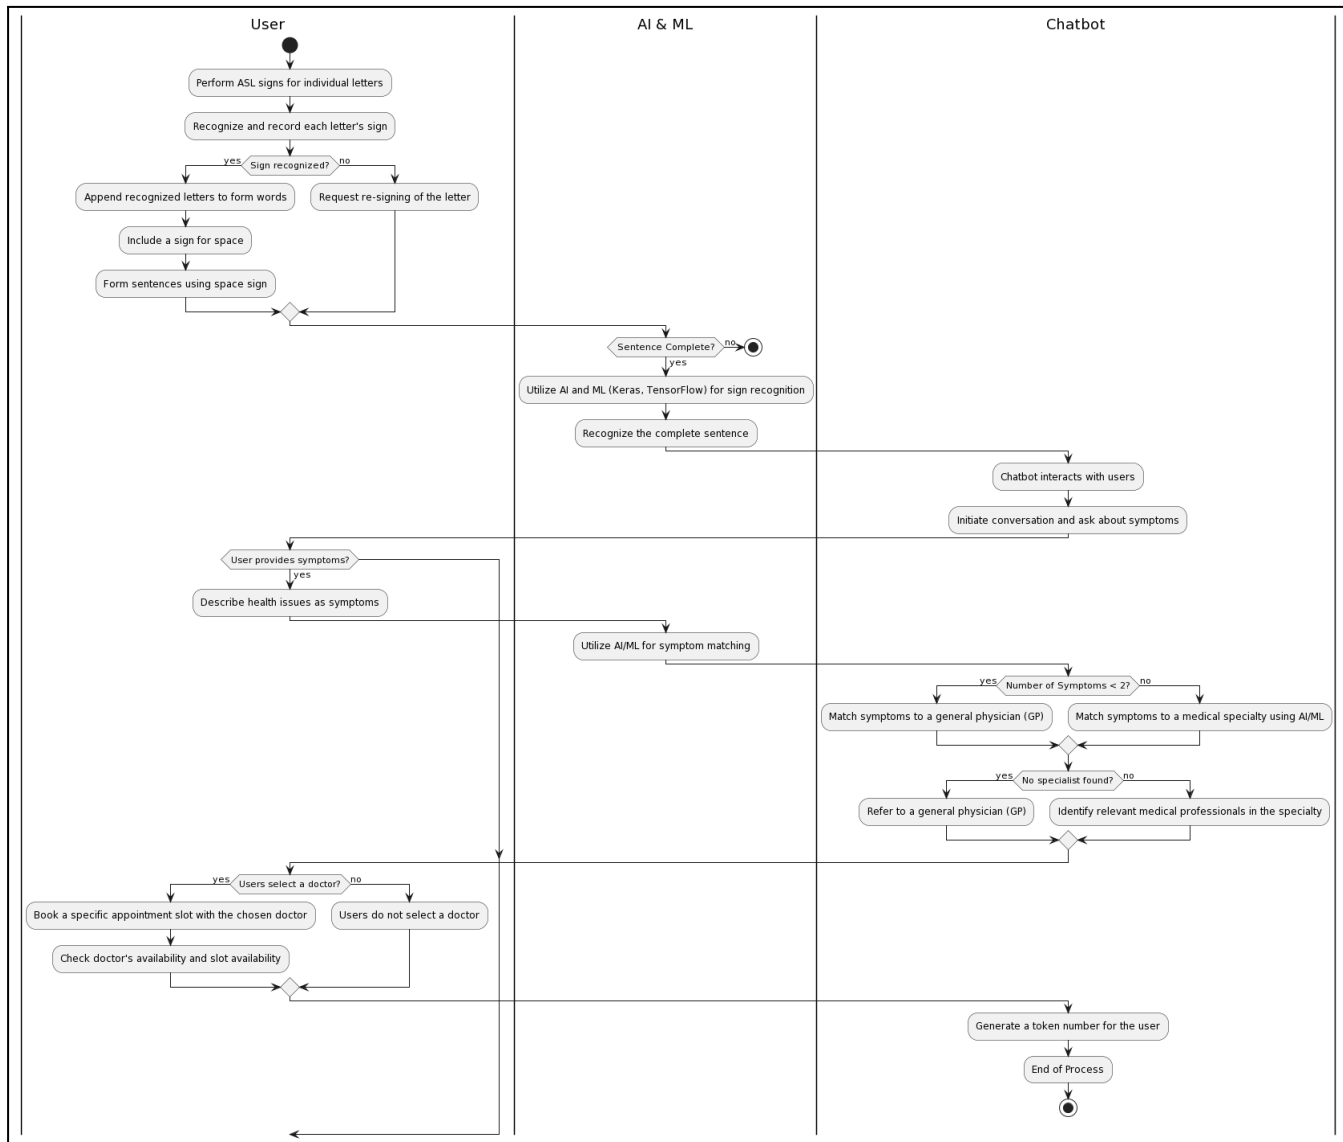 User
AI & ML
Chatbot
Perform ASL signs for individual letters
Recognize and record each letter's sign
yes
Sign recognized?
no
Append recognized letters to form words
Request re-signing of the letter
Include a sign for space
Form sentences using space sign
Sentence Complete?
no
yes
Utilize AI and ML (Keras, TensorFlow) for sign recognition
Recognize the complete sentence
Chatbot interacts with users
Initiate conversation and ask about symptoms
User provides symptoms?
yes
Describe health issues as symptoms
Utilize AI/ML for symptom matching
yes
Number of Symptoms < 2?
no
Match symptoms to a general physician (GP)
Match symptoms to a medical specialty using AI/ML
yes
No specialist found?
no
Refer to a general physician (GP)
Identify relevant medical professionals in the specialty
yes
Users select a doctor?
no
Book a specific appointment slot with the chosen doctor
Users do not select a doctor
Check doctor's availability and slot availability
Generate a token number for the user
End of Process